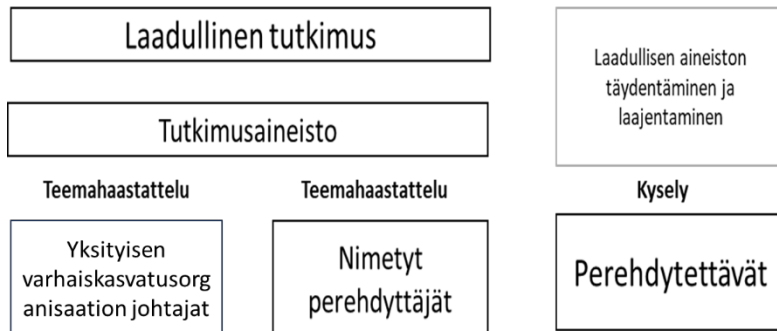 Laadullinen tutkimus
Tutkimusaineisto
Laadullisen aineiston
täydentäminen ja
laajentaminen
Teemahaastattelu
Teemahaastattelu
Kysely
Yksityisen
varhaiskasvatusorg
anisaation johtajat
Nimetyt
perehdyttäjät
Perehdytettävät